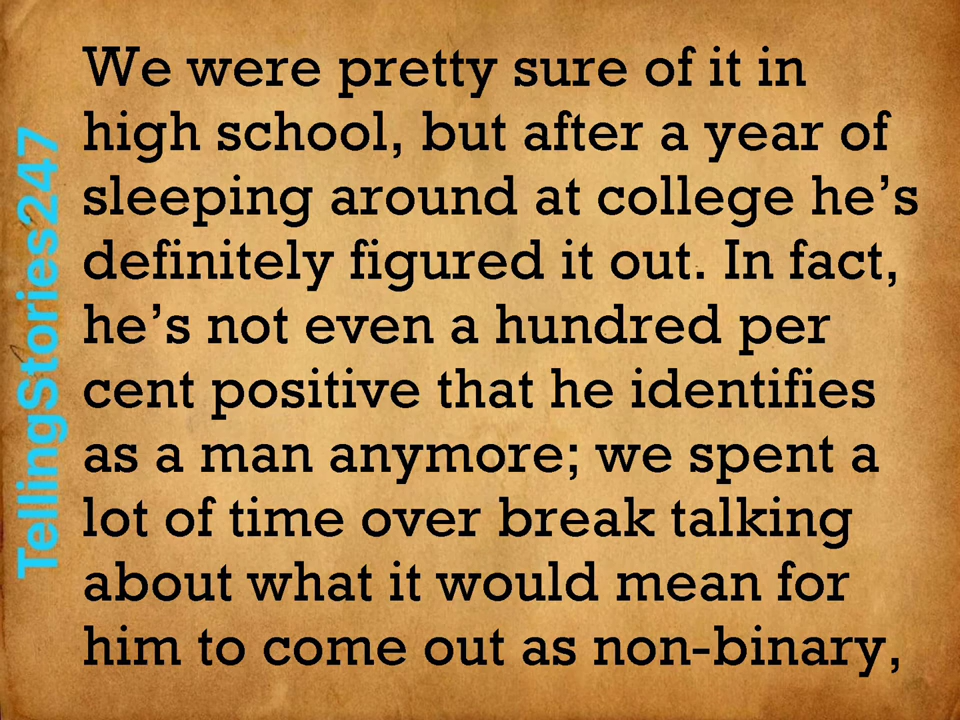 We were pretty sure of it in
high school, but after a year of
sleeping around at college he's
definitely figured it out. In fact,
he's not even a hundred per
cent positive that he identifies
as a man anymore; we spent a
lot of time over break talking
about what it would mean for
him to come out as non-binary,
TellingStories247